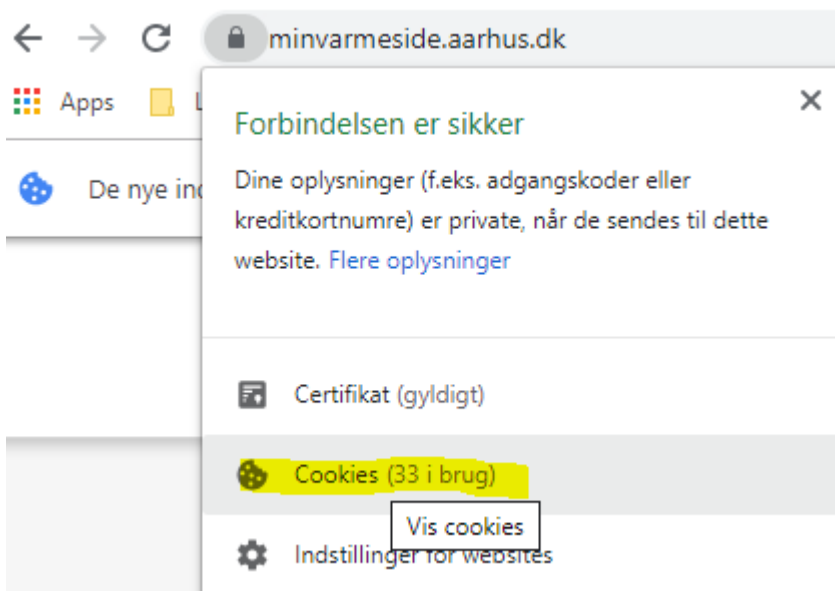 minvarmeside.aarhus.dk
Apps
Forbindelsen er sikker
De nye
Dine oplysninger (f.eks. adgangskoder eller
kreditkortnumre) er private, når de sendes til dette
website. Flere oplysninger
Certifikat (gyldigt)
Cookies (33 i brug)
Vis cookies
Indstillinger for websites